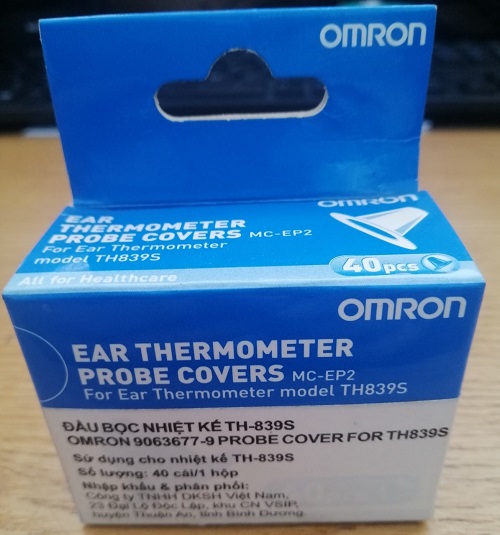 OMRON
OMRON
EAR
THERMOMETER
PROBE COVERS MC-EP2
For Ear Thermometer
model TH839S
40pcs
All for Healthcare
OMRON
EAR THERMOMETER
PROBE COVERS MC-EP2
For Ear Thermometer model TH839S
ĐẦU BỌC NHIỆT KẾ TH-839S
OMRON 9063677-9 PROBE COVER FOR TH839S
Sử dụng cho nhiệt kế TH-839S
Số lượng: 40 cái/1 hộp
Nhập khẩu & phân phối:
Công ty TNHH DKSH Việt Nam,
23 Đại Lộ Độc Lập, khu CN VSIP,
huyện Thuận An, tỉnh Bình Dương.